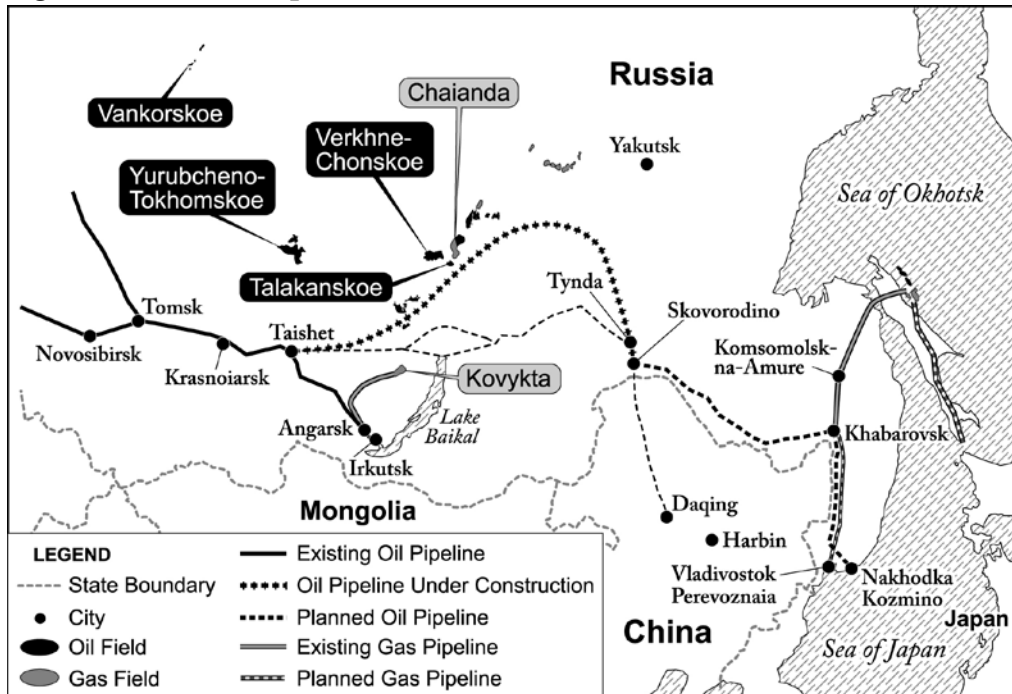 Russia
Chaianda
Vankorskoe
Verkhne-
Chonskoe
Yakutsk
Yurubcheno-
Tokhomskoe
Sea of Okhotsk
Talakanskoe
Tynda
Tomsk
Skovorodino
Taishet
Novosibirsk
Komsomolsk-
na-Amure
Krasnoiarsk
Kovykta
Lake
Baikal
Angarsk
Khabarovsk
Irkutsk
Mongolia
Daqing
Harbin
Vladivostok
Perevoznaia
Nakhodka
Kozmino
Japan
China
Sea of Japan
LEGEND
State Boundary
City
Oil Field
Gas Field
Existing Oil Pipeline
Oil Pipeline Under Construction
Planned Oil Pipeline
Existing Gas Pipeline
Planned Gas Pipeline